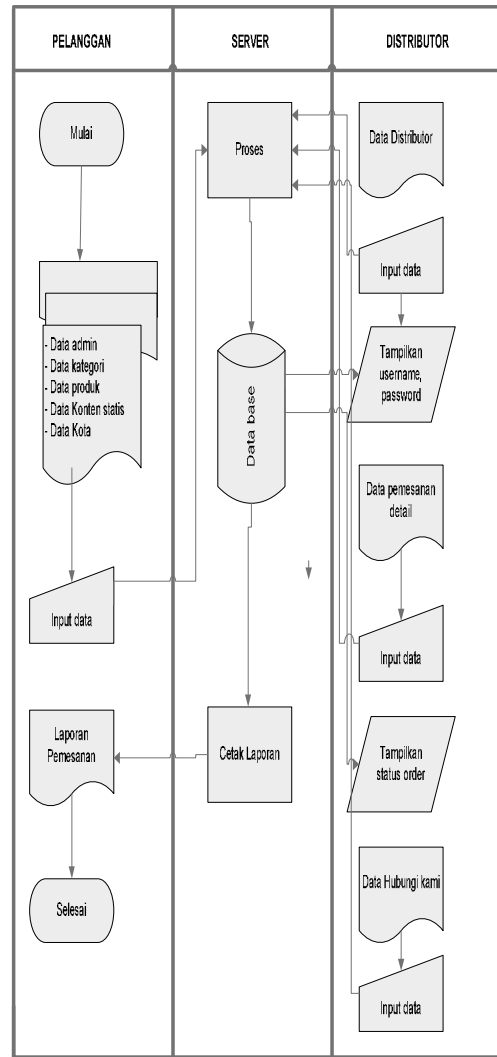 PELANGGAN
SERVER
DISTRIBUTOR
Mulai
- Data admin
- Data kategori
- Data produk
- Data Konten statis
- Data Kota
Input data
Laporan
Pemesanan
Selesai
Proses
Data base
Cetak Laporan
Data Distributor
Input data
Tampilkan
username,
password
Data pemesanan
detail
Input data
Tampilkan
status order
Data Hubungi kami
Input data